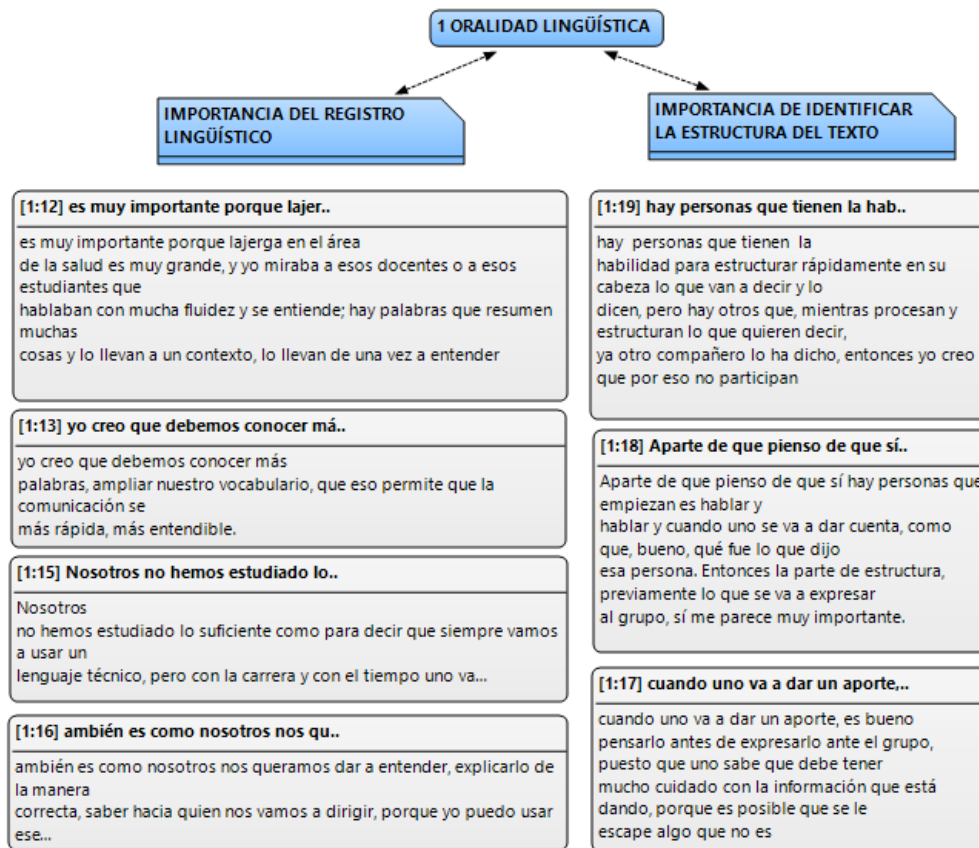 1 ORALIDAD LINGÜÍSTICA
IMPORTANCIA DEL REGISTRO
LINGÜÍSTICO
IMPORTANCIA DE IDENTIFICAR
LA ESTRUCTURA DEL TEXTO
[1:12] es muy importante porque lajer..
es muy importante porque lajerga en el área
de la salud es muy grande, y yo miraba a esos docentes o a esos
estudiantes que
hablaban con mucha fluidez y se entiende; hay palabras que resumen
muchas
cosas y lo llevan a un contexto, lo llevan de una vez a entender
[1:13] yo creo que debemos conocer má..
yo creo que debemos conocer más
palabras, ampliar nuestro vocabulario, que eso permite que la
comunicación se
más rápida, más entendible.
[1:15] Nosotros no hemos estudiado lo..
Nosotros
no hemos estudiado lo suficiente como para decir que siempre vamos
a usar un
lenguaje técnico, pero con la carrera y con el tiempo uno va...
[1:16] ambién es como nosotros nos qu..
ambién es como nosotros nos queramos dar a entender, explicarlo de
la manera
correcta, saber hacia quien nos vamos a dirigir, porque yo puedo usar
ese...
[1:19] hay personas que tienen la hab..
hay personas que tienen la
habilidad para estructurar rápidamente en su
cabeza lo que van a decir y lo
dicen, pero hay otros que, mientras procesan y
estructuran lo que quieren decir,
ya otro compañero lo ha dicho, entonces yo creo
que por eso no participan
[1:18] Aparte de que pienso de que sí..
Aparte de que pienso de que sí hay personas que
empiezan es hablar y
hablar y cuando uno se va a dar cuenta, como
que, bueno, qué fue lo que dijo
esa persona. Entonces la parte de estructura,
previamente lo que se va a expresar
al grupo, sí me parece muy importante.
[1:17] cuando uno va a dar un aporte,..
cuando uno va a dar un aporte, es bueno
pensarlo antes de expresarlo ante el grupo,
puesto que uno sabe que debe tener
mucho cuidado con la información que está
dando, porque es posible que se le
escape algo que no es